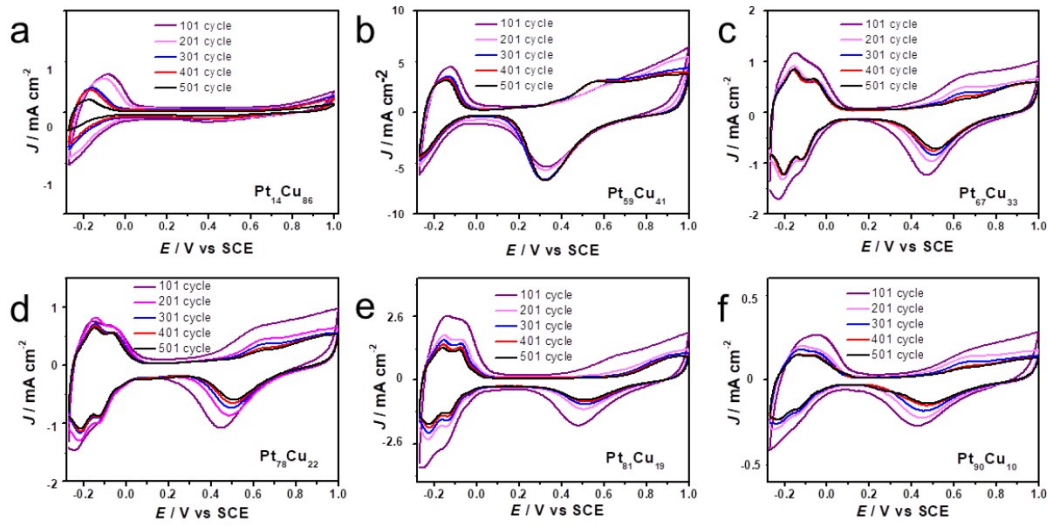 a
101 cycle
201 cycle
301 cycle
401 cycle
501 cycle
1
0
-1
J / mA cm-2
Pt14Cu86
-0.2 0.0 0.2 0.4 0.6 0.8 1.0
E / V vs SCE
b
101 cycle
201 cycle
301 cycle
401 cycle
501 cycle
10
5
0
-5
-10
J / mA cm-2
Pt59Cu41
-0.2 0.0 0.2 0.4 0.6 0.8 1.0
E / V vs SCE
c
101 cycle
201 cycle
301 cycle
401 cycle
501 cycle
2
1
0
-1
-2
J / mA cm-2
Pt67Cu33
-0.2 0.0 0.2 0.4 0.6 0.8 1.0
E / V vs SCE
d
101 cycle
201 cycle
301 cycle
401 cycle
501 cycle
1
0
-1
-2
J / mA cm-2
Pt78Cu22
-0.2 0.0 0.2 0.4 0.6 0.8 1.0
E / V vs SCE
e
101 cycle
201 cycle
301 cycle
401 cycle
501 cycle
2.6
0
-2.6
J / mA cm-2
Pt81Cu19
-0.2 0.0 0.2 0.4 0.6 0.8 1.0
E / V vs SCE
f
101 cycle
201 cycle
301 cycle
401 cycle
501 cycle
0.5
0.0
-0.5
J / mA cm-2
Pt90Cu10
-0.2 0.0 0.2 0.4 0.6 0.8 1.0
E / V vs SCE